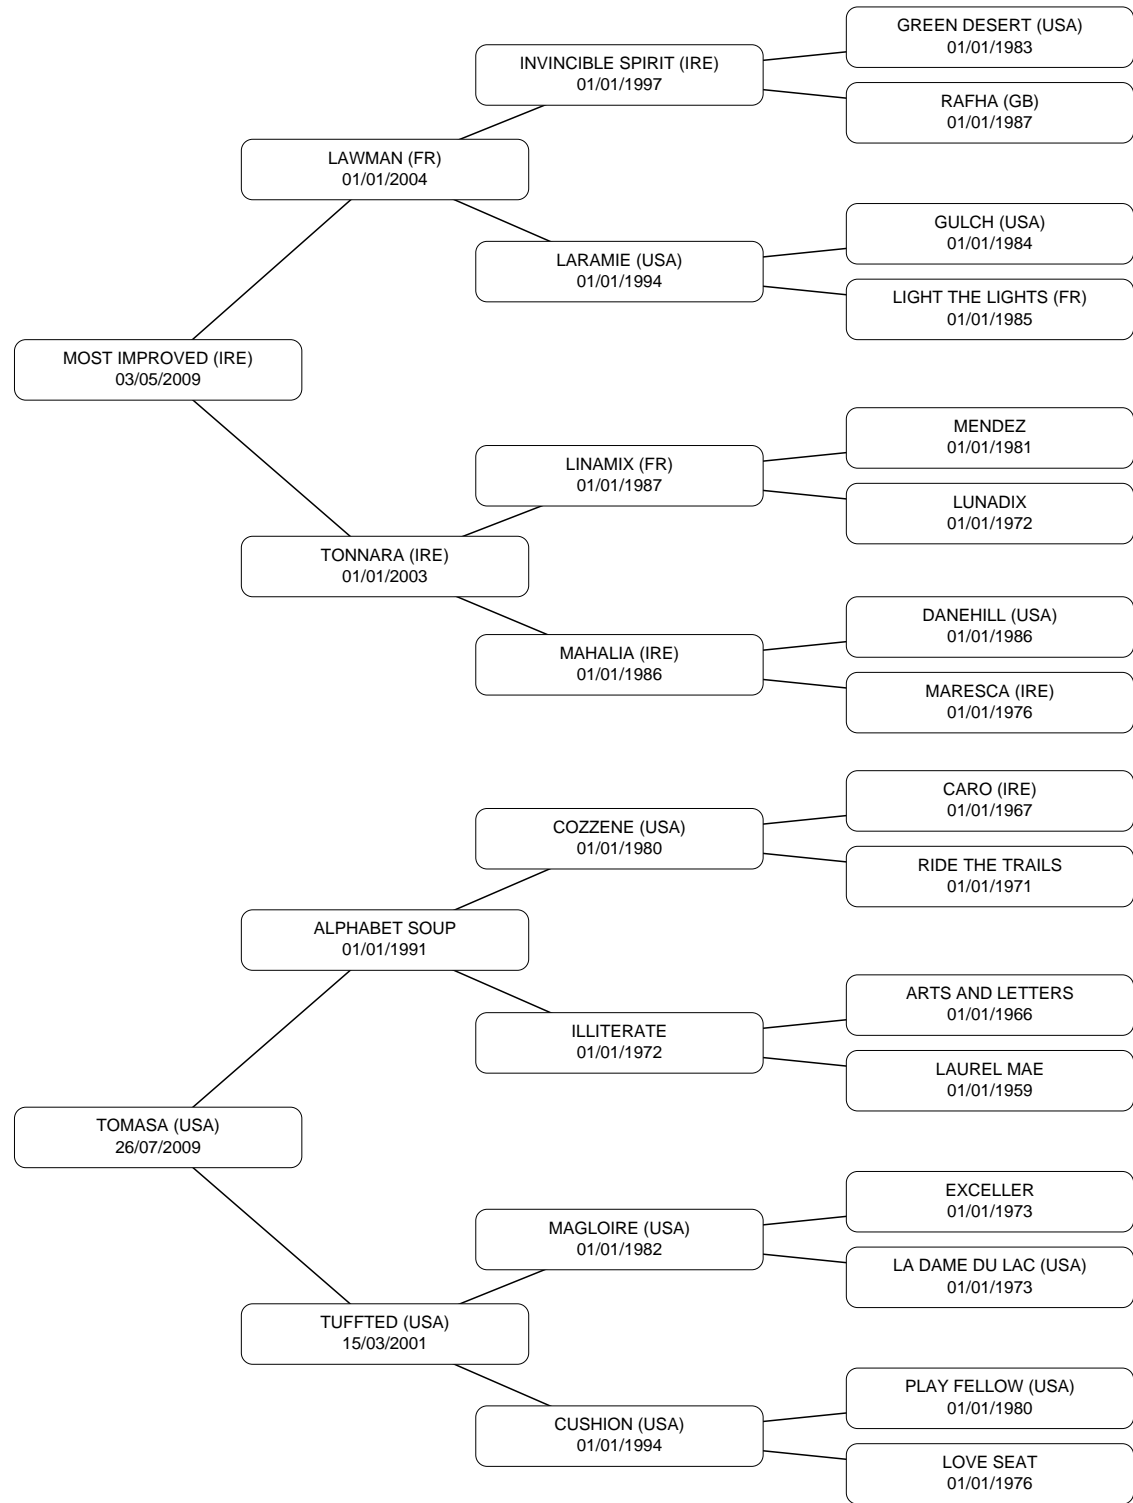 GREEN DESERT (USA)
01/01/1983
INVINCIBLE SPIRIT (IRE)
01/01/1997
RAFHA (GB)
01/01/1987
LAWMAN (FR)
01/01/2004
GULCH (USA)
01/01/1984
LARAMIE (USA)
01/01/1994
LIGHT THE LIGHTS (FR)
01/01/1985
MOST IMPROVED (IRE)
03/05/2009
MENDEZ
01/01/1981
LINAMIX (FR)
01/01/1987
LUNADIX
01/01/1972
TONNARA (IRE)
01/01/2003
DANEHILL (USA)
01/01/1986
MAHALIA (IRE)
01/01/1986
MARESCA (IRE)
01/01/1976
CARO (IRE)
01/01/1967
COZZENE (USA)
01/01/1980
RIDE THE TRAILS
01/01/1971
ALPHABET SOUP
01/01/1991
ARTS AND LETTERS
01/01/1966
ILLITERATE
01/01/1972
LAUREL MAE
01/01/1959
TOMASA (USA)
26/07/2009
EXCELLER
01/01/1973
MAGLOIRE (USA)
01/01/1982
LA DAME DU LAC (USA)
01/01/1973
TUFFTED (USA)
15/03/2001
PLAY FELLOW (USA)
01/01/1980
CUSHION (USA)
01/01/1994
LOVE SEAT
01/01/1976